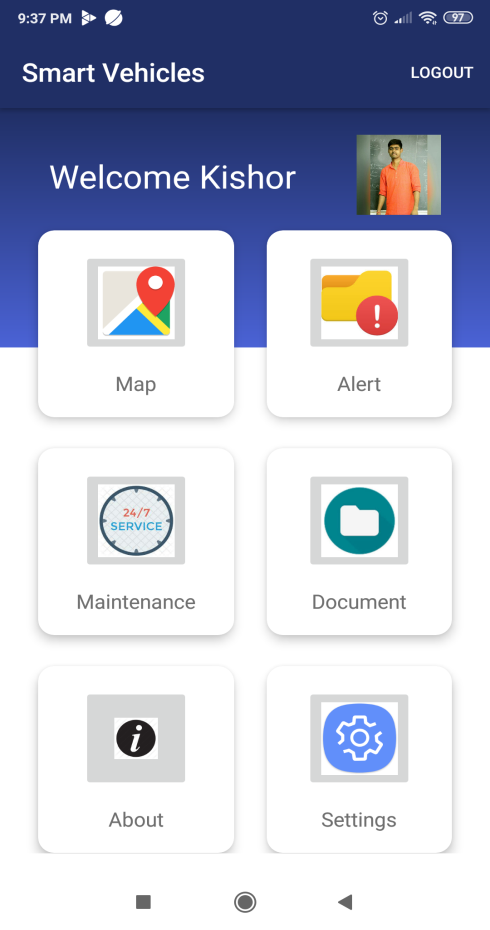 9:37 PM
97
Smart Vehicles
LOGOUT
Welcome Kishor
Map
Alert
!
24/7
SERVICE
Maintenance
Document
i
About
Settings